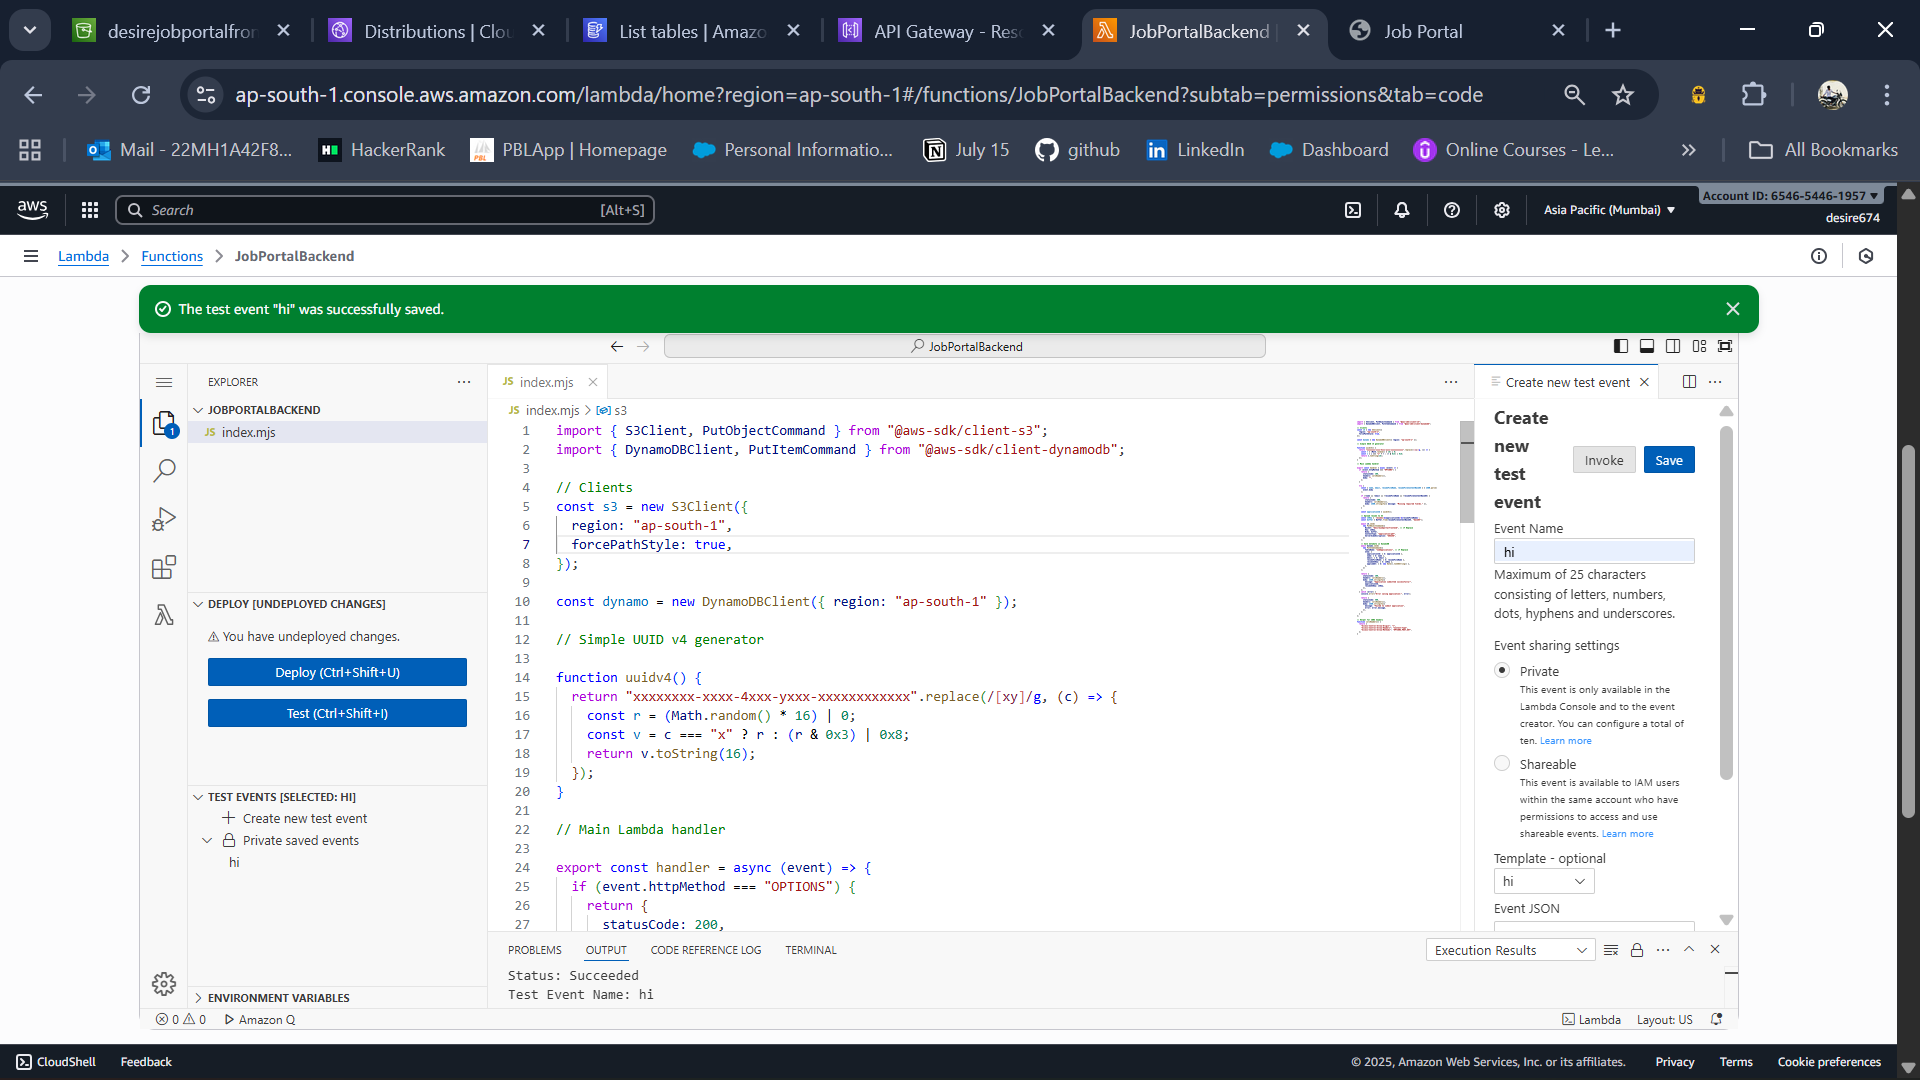 desirejobportalfron
Distributions | Clou
List tables | Amazo
API Gateway - Reso
JobPortalBackend
Job Portal
ap-south-1.console.aws.amazon.com/lambda/home?region=ap-south-1#/functions/JobPortalBackend?subtab=permissions&tab=code
Mail - 22MH1A42F8...
HackerRank
PBLApp | Homepage
Personal Informatio...
July 15
github
LinkedIn
Dashboard
Online Courses - Le...
All Bookmarks
aws
Search
[Alt+S]
Asia Pacific (Mumbai)
Account ID: 6546-5446-1957
desire674
Lambda
Functions
JobPortalBackend
The test event "hi" was successfully saved.
JobPortalBackend
EXPLORER
JOBPORTALBACKEND
JS index.mjs
1
DEPLOY [UNDEPLOYED CHANGES]
You have undeployed changes.
Deploy (Ctrl+Shift+U)
Test (Ctrl+Shift+I)
TEST EVENTS [SELECTED: HI]
Create new test event
Private saved events
hi
ENVIRONMENT VARIABLES
JS index.mjs
JS index.mjs > s3
1 import { S3Client, PutObjectCommand } from "@aws-sdk/client-s3";
2 import { DynamoDBClient, PutItemCommand } from "@aws-sdk/client-dynamodb";
3
4 // Clients
5 const s3 = new S3Client({
6 region: "ap-south-1",
7 forcePathStyle: true,
8 });
9
10 const dynamo = new DynamoDBClient({ region: "ap-south-1" });
11
12 // Simple UUID v4 generator
13
14 function uuidv4() {
15 return "xxxxxxxx-xxxx-4xxx-yxxx-xxxxxxxxxxxx".replace(/[xy]/g, (c) => {
16 const r = (Math.random() * 16) | 0;
17 const v = c === "x" ? r : (r & 0x3) | 0x8;
18 return v.toString(16);
19 });
20 }
21
22 // Main Lambda handler
23
24 export const handler = async (event) => {
25 if (event.httpMethod === "OPTIONS") {
26 return {
27 statusCode: 200,
Create new test event
Create
new
test
event
Invoke
Save
Event Name
hi
Maximum of 25 characters
consisting of letters, numbers,
dots, hyphens and underscores.
Event sharing settings
Private
This event is only available in the
Lambda Console and to the event
creator. You can configure a total of
ten. Learn more
Shareable
This event is available to IAM users
within the same account who have
permissions to access and use
shareable events. Learn more
Template - optional
hi
Event JSON
PROBLEMS
OUTPUT
CODE REFERENCE LOG
TERMINAL
Execution Results
Status: Succeeded
Test Event Name: hi
0 0
Amazon Q
Lambda
Layout: US
CloudShell
Feedback
© 2025, Amazon Web Services, Inc. or its affiliates.
Privacy
Terms
Cookie preferences